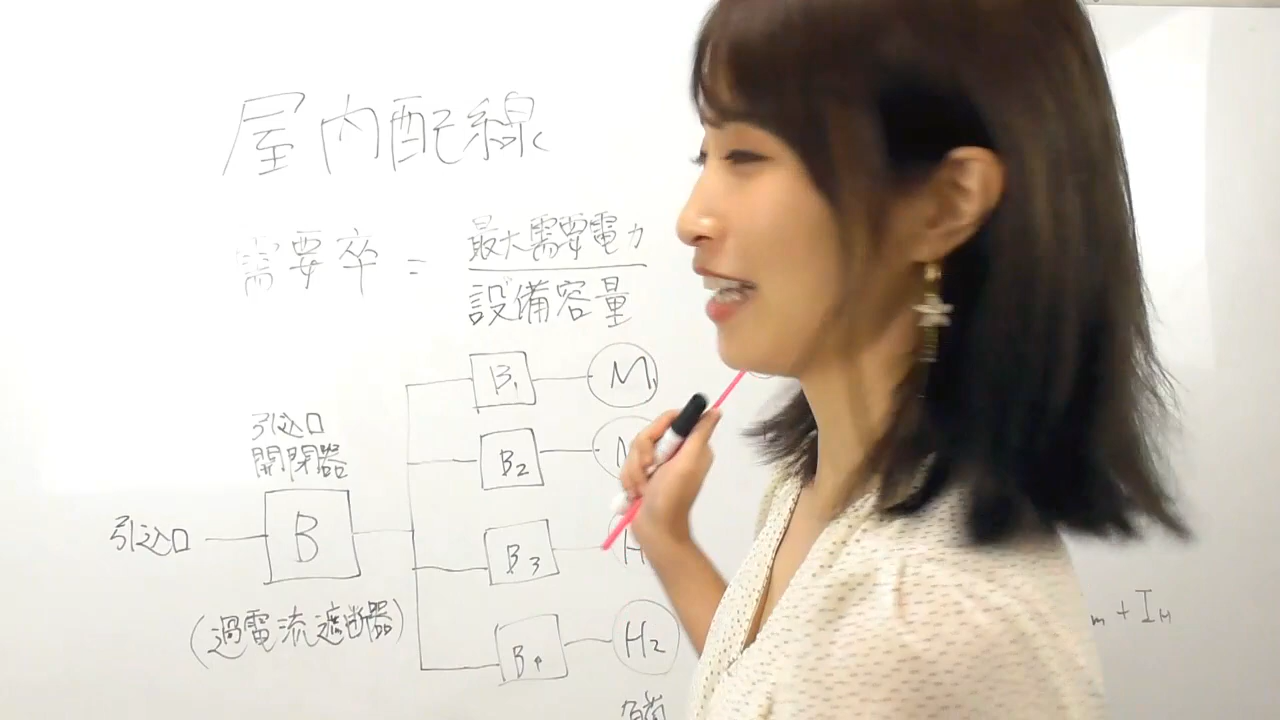 屋内配線
需要率 =
最大需要電力
設備容量
引込口
開閉器
引込口
B
(過電流遮断器)
B1
M1
B2
B3
H
B4
H2
m + IM